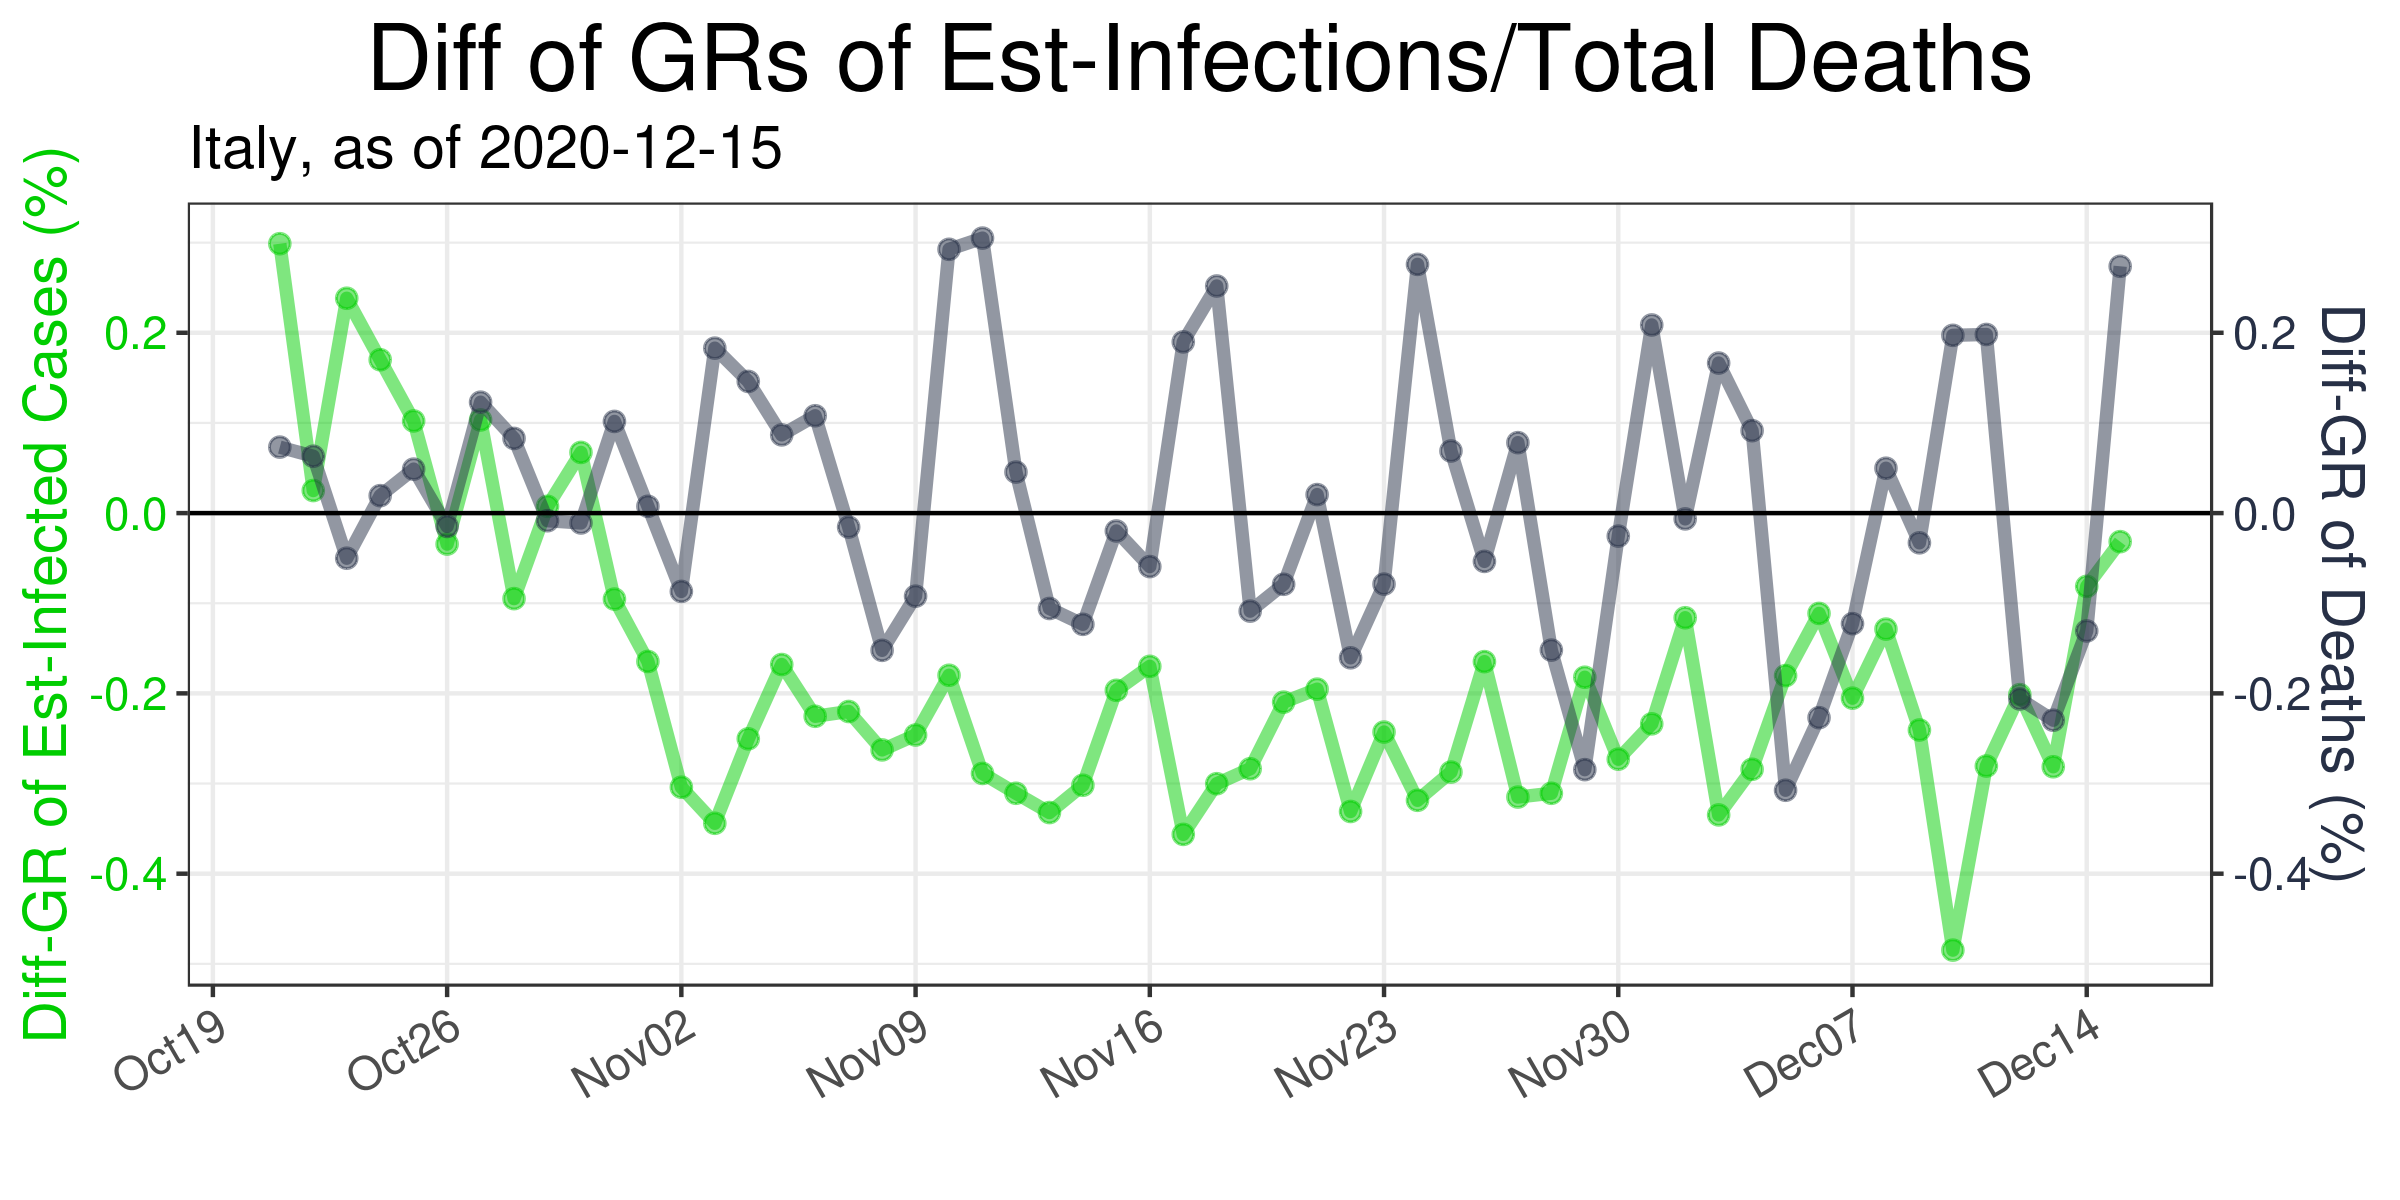 Diff of GRs of Est-Infections/Total Deaths
Italy, as of 2020-12-15
Diff-GR of Est-Infected Cases (%)
0.2
0.0
-0.2
-0.4
0.2
0.0
-0.2
-0.4
Diff-GR of Deaths (%)
Oct19
Oct26
Nov02
Nov09
Nov16
Nov23
Nov30
Dec07
Dec14